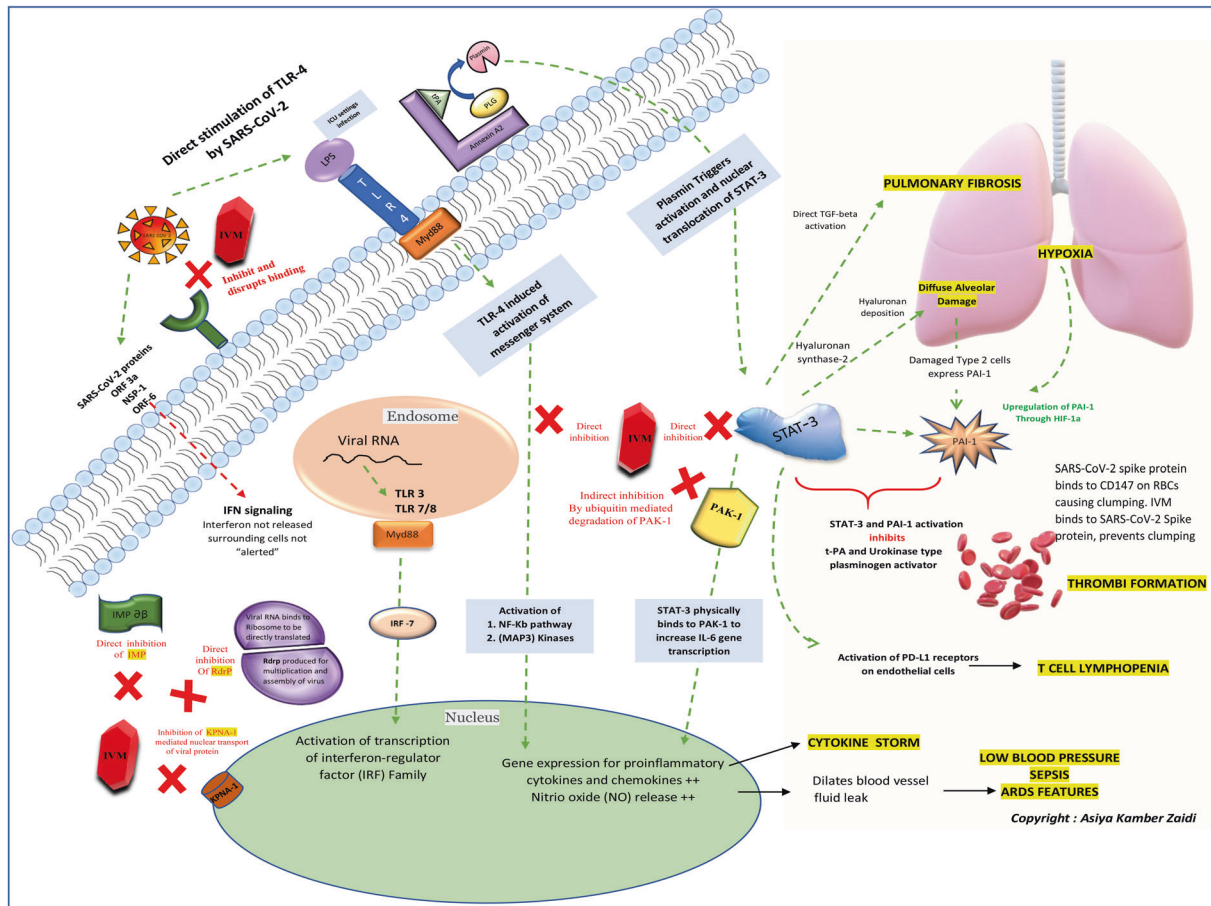 Direct stimulation of TLR-4
by SARS-CoV-2
ICU settings
infection
LPS
TLR4
Myd88
tPA
Plasmin
PLG
Annexin A2
SARS COV-2
IVM
Inhibit and
disrupts binding
SARS-CoV-2 proteins
ORF 3a
NSP-1
ORF-6
IFN signaling
Interferon not released
surrounding cells not
“alerted”
TLR-4 induced
activation of
messenger system
Plasmin Triggers
activation and nuclear
translocation of STAT-3
Endosome
Viral RNA
TLR 3
TLR 7/8
Myd88
IRF -7
Direct
inhibition
IVM
Direct
inhibition
Indirect inhibition
By ubiquitin mediated
degradation of PAK-1
PAK-1
STAT-3
PULMONARY FIBROSIS
Direct TGF-beta
activation
HYPOXIA
Diffuse Alveolar
Damage
Hyaluronan
deposition
Hyaluronan
synthase-2
Damaged Type 2 cells
express PAI-1
Upregulation of PAI-1
Through HIF-1a
PAI-1
SARS-CoV-2 spike protein
binds to CD147 on RBCs
causing clumping. IVM
binds to SARS-CoV-2 Spike
protein, prevents clumping
STAT-3 and PAI-1 activation
inhibits
t-PA and Urokinase type
plasminogen activator
THROMBI FORMATION
Activation of PD-L1 receptors
on endothelial cells
T CELL LYMPHOPENIA
IMP ∂β
Direct inhibition
of IMP
Direct
inhibition
Of RdrP
Viral RNA binds to
Ribosome to be
directly translated
Rdrp produced for
multiplication and
assembly of virus
IVM
Inhibition of KPNA-1
mediated nuclear transport
of viral protein
KPNA-1
Activation of
1. NF-Kb pathway
2. (MAP3) Kinases
STAT-3 physically
binds to PAK-1 to
increase IL-6 gene
transcription
Nucleus
Activation of transcription
of interferon-regulator
factor (IRF) Family
Gene expression for proinflammatory
cytokines and chemokines ++
Nitrio oxide (NO) release ++
CYTOKINE STORM
Dilates blood vessel
fluid leak
LOW BLOOD PRESSURE
SEPSIS
ARDS FEATURES
Copyright : Asiya Kamber Zaidi